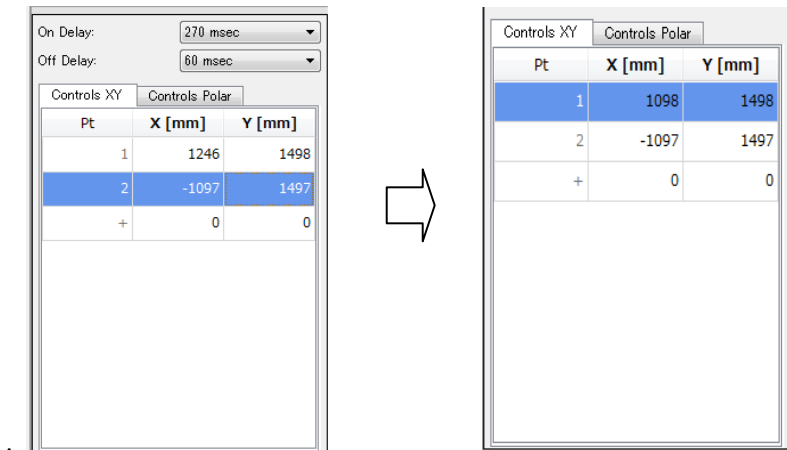 On Delay: 270 msec
Off Delay: 60 msec
Controls XY Controls Polar
Pt X [mm] Y [mm]
1 1246 1498
2 -1097 1497
+ 0 0
Controls XY Controls Polar
Pt X [mm] Y [mm]
1 1098 1498
2 -1097 1497
+ 0 0